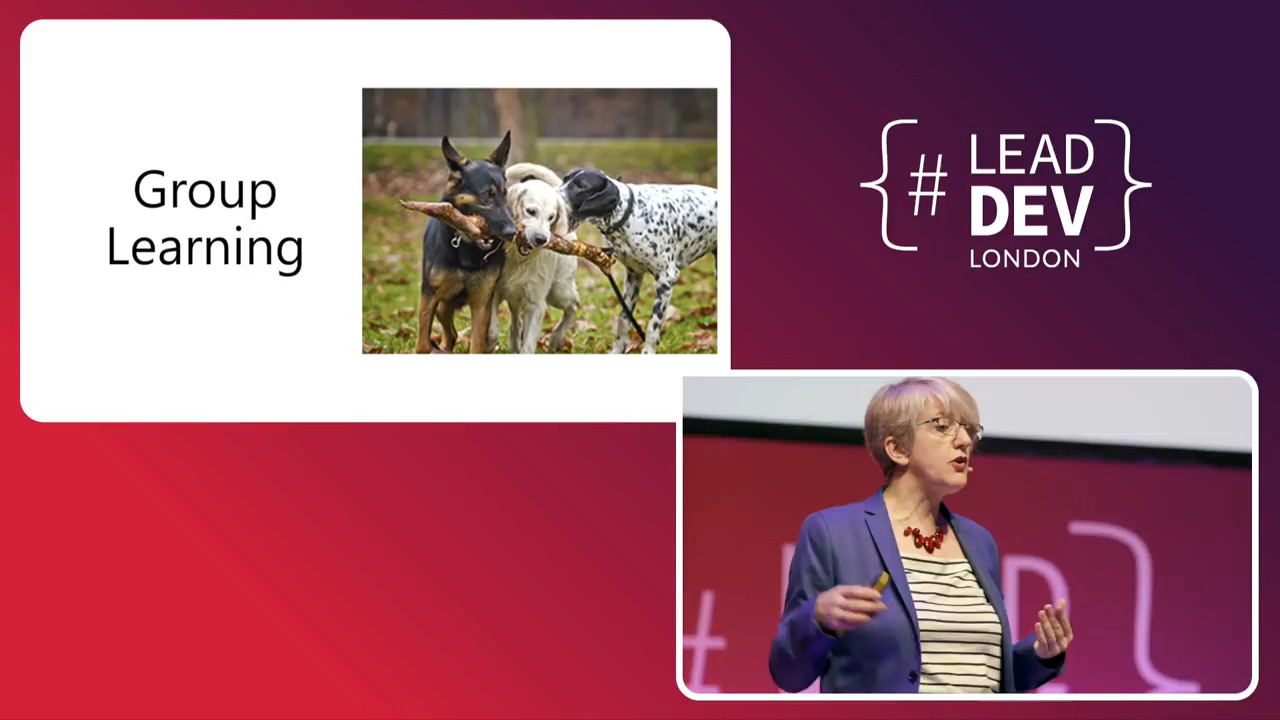 Group
Learning
{# LEAD
DEV }
LONDON
# L D }